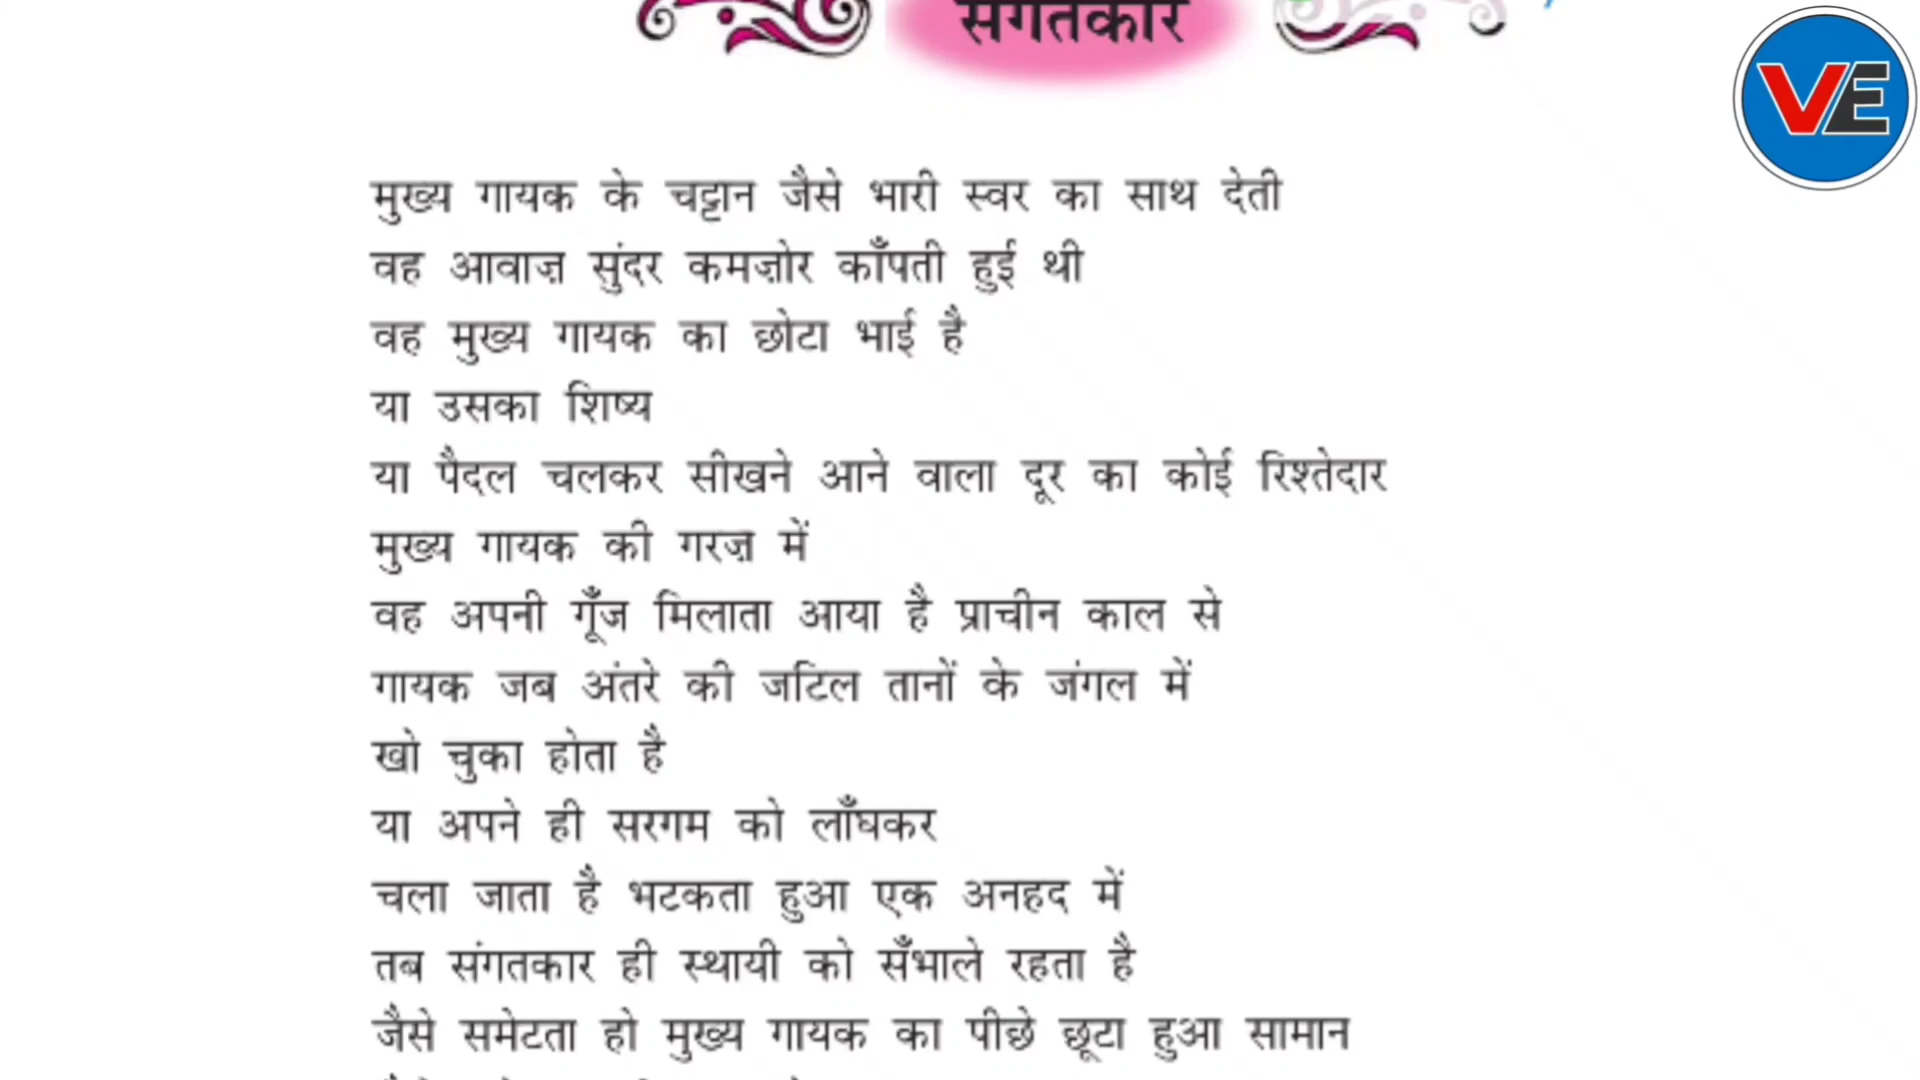 संगतकार
VE
मुख्य गायक के चट्टान जैसे भारी स्वर का साथ देती
वह आवाज़ सुंदर कमज़ोर काँपती हुई थी
वह मुख्य गायक का छोटा भाई है
या उसका शिष्य
या पैदल चलकर सीखने आने वाला दूर का कोई रिश्तेदार
मुख्य गायक की गरज़ में
वह अपनी गूँज मिलाता आया है प्राचीन काल से
गायक जब अंतरे की जटिल तानों के जंगल में
खो चुका होता है
या अपने ही सरगम को लाँघकर
चला जाता है भटकता हुआ एक अनहद में
तब संगतकार ही स्थायी को सँभाले रहता है
जैसे समेटता हो मुख्य गायक का पीछे छूटा हुआ सामान